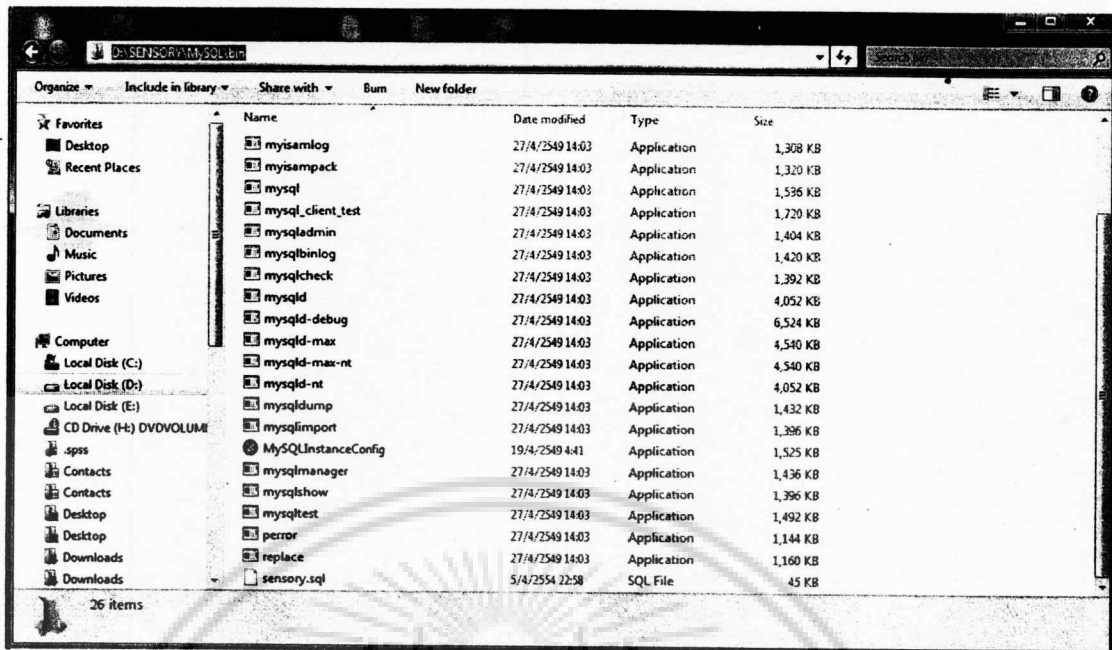 D:\SENSORY\MySQL\bin
Organize Include in library Share with Burn New folder
Favorites
Desktop
Recent Places
Libraries
Documents
Music
Pictures
Videos
Computer
Local Disk (C:)
Local Disk (D:)
Local Disk (E:)
CD Drive (H:) DVDVOLUM
.spss
Contacts
Contacts
Desktop
Desktop
Downloads
Downloads
Name Date modified Type Size
myisamlog 27/4/2549 14:03 Application 1,308 KB
myisampack 27/4/2549 14:03 Application 1,320 KB
mysql 27/4/2549 14:03 Application 1,536 KB
mysql_client_test 27/4/2549 14:03 Application 1,720 KB
mysqladmin 27/4/2549 14:03 Application 1,404 KB
mysqlbinlog 27/4/2549 14:03 Application 1,420 KB
mysqlcheck 27/4/2549 14:03 Application 1,392 KB
mysqld 27/4/2549 14:03 Application 4,052 KB
mysqld-debug 27/4/2549 14:03 Application 6,524 KB
mysqld-max 27/4/2549 14:03 Application 4,540 KB
mysqld-max-nt 27/4/2549 14:03 Application 4,540 KB
mysqld-nt 27/4/2549 14:03 Application 4,052 KB
mysqldump 27/4/2549 14:03 Application 1,432 KB
mysqlimport 27/4/2549 14:03 Application 1,396 KB
MySQLInstanceConfig 19/4/2549 4:41 Application 1,525 KB
mysqlmanager 27/4/2549 14:03 Application 1,436 KB
mysqlshow 27/4/2549 14:03 Application 1,396 KB
mysqltest 27/4/2549 14:03 Application 1,492 KB
perror 27/4/2549 14:03 Application 1,144 KB
replace 27/4/2549 14:03 Application 1,160 KB
sensory.sql 5/4/2554 22:58 SQL File 45 KB
26 items